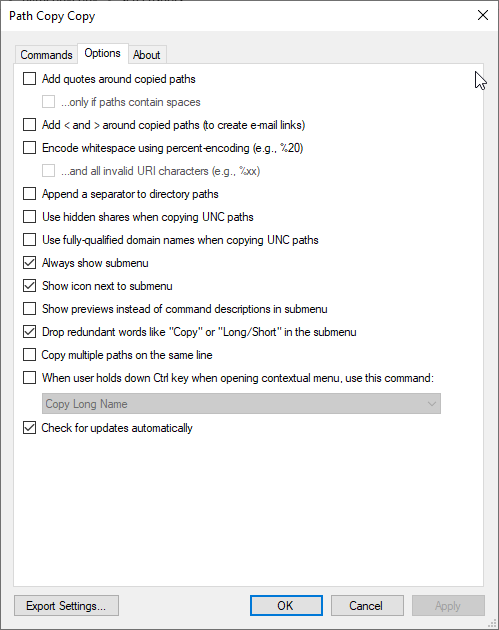 Path Copy Copy
Commands Options About
Add quotes around copied paths
...only if paths contain spaces
Add < and > around copied paths (to create e-mail links)
Encode whitespace using percent-encoding (e.g., %20)
...and all invalid URI characters (e.g., %xx)
Append a separator to directory paths
Use hidden shares when copying UNC paths
Use fully-qualified domain names when copying UNC paths
Always show submenu
Show icon next to submenu
Show previews instead of command descriptions in submenu
Drop redundant words like "Copy" or "Long/Short" in the submenu
Copy multiple paths on the same line
When user holds down Ctrl key when opening contextual menu, use this command:
Copy Long Name
Check for updates automatically
Export Settings... OK Cancel Apply